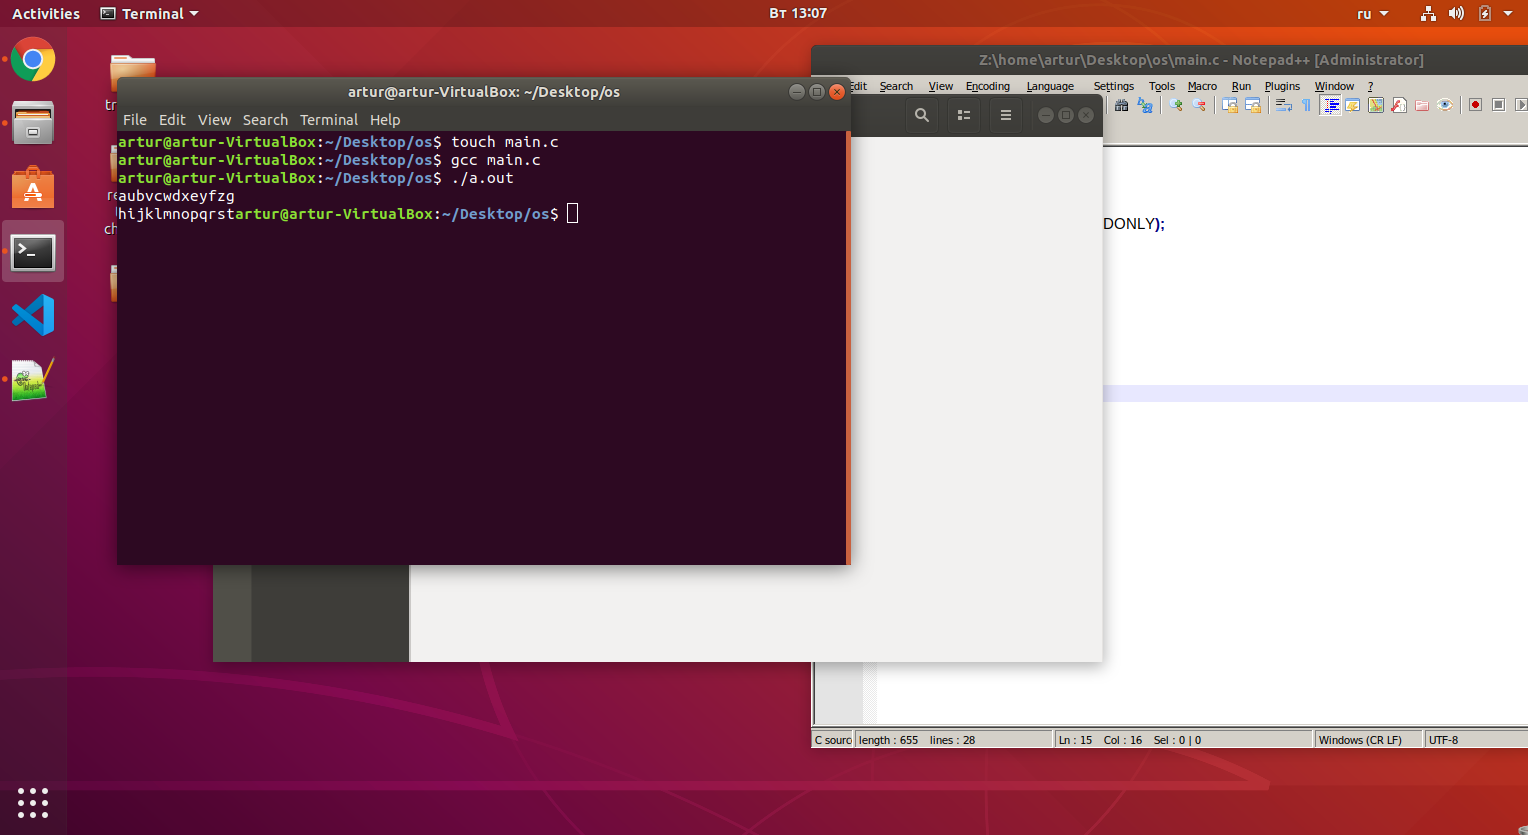 Activities Terminal Вт 13:07 ru
Z:\home\artur\Desktop\os\main.c - Notepad++ [Administrator]
Search View Encoding Language Settings Tools Macro Run Plugins Window ?
artur@artur-VirtualBox: ~/Desktop/os
File Edit View Search Terminal Help
artur@artur-VirtualBox:~/Desktop/os$ touch main.c
artur@artur-VirtualBox:~/Desktop/os$ gcc main.c
artur@artur-VirtualBox:~/Desktop/os$ ./a.out
aubvcwdxeyfzg
hijklmnopqrstartur@artur-VirtualBox:~/Desktop/os$
DONLY);
C sourc length : 655 lines : 28 Ln : 15 Col : 16 Sel : 0 | 0 Windows (CR LF) UTF-8